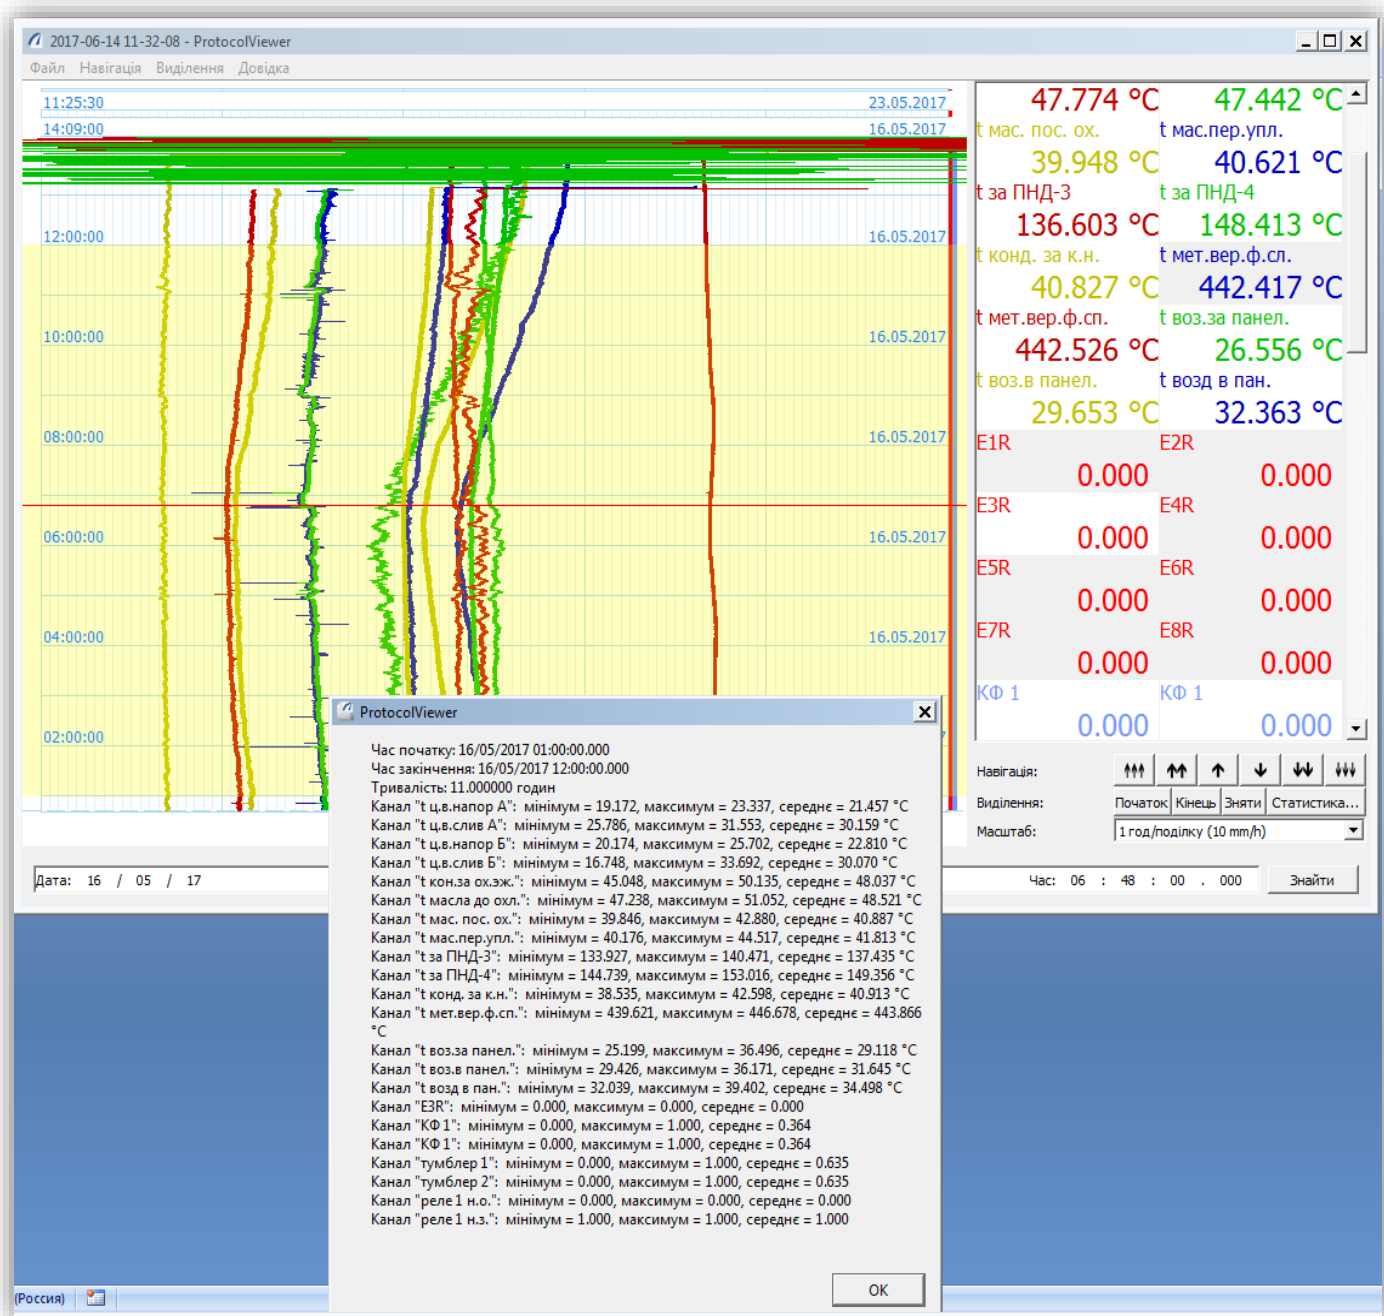 2017-06-14 11-32-08 - ProtocolViewer
Файл Навігація Виділення Довідка
11:25:30 23.05.2017
14:09:00 16.05.2017
12:00:00 16.05.2017
10:00:00 16.05.2017
08:00:00 16.05.2017
06:00:00 16.05.2017
04:00:00 16.05.2017
02:00:00
47.774 °C 47.442 °C
t мас. пос. ох. t мас.пер.упл.
39.948 °C 40.621 °C
t за ПНД-3 t за ПНД-4
136.603 °C 148.413 °C
t конд. за к.н. t мет.вер.ф.сл.
40.827 °C 442.417 °C
t мет.вер.ф.сп. t воз.за панел.
442.526 °C 26.556 °C
t воз.в панел. t возд в пан.
29.653 °C 32.363 °C
E1R E2R
0.000 0.000
E3R E4R
0.000 0.000
E5R E6R
0.000 0.000
E7R E8R
0.000 0.000
КФ 1 КФ 1
0.000 0.000
Навігація:
Виділення: Початок Кінець Зняти Статистика...
Масштаб: 1 год/поділку (10 mm/h)
Дата: 16 / 05 / 17 Час: 06 : 48 : 00 . 000 Знайти
ProtocolViewer
Час початку: 16/05/2017 01:00:00.000
Час закінчення: 16/05/2017 12:00:00.000
Тривалість: 11.000000 годин
Канал "t ц.в.напор А": мінімум = 19.172, максимум = 23.337, середнє = 21.457 °C
Канал "t ц.в.слив А": мінімум = 25.786, максимум = 31.553, середнє = 30.159 °C
Канал "t ц.в.напор Б": мінімум = 20.174, максимум = 25.702, середнє = 22.810 °C
Канал "t ц.в.слив Б": мінімум = 16.748, максимум = 33.692, середнє = 30.070 °C
Канал "t кон.за ох.эж.": мінімум = 45.048, максимум = 50.135, середнє = 48.037 °C
Канал "t масла до охл.": мінімум = 47.238, максимум = 51.052, середнє = 48.521 °C
Канал "t мас. пос. ох.": мінімум = 39.846, максимум = 42.880, середнє = 40.887 °C
Канал "t мас.пер.упл.": мінімум = 40.176, максимум = 44.517, середнє = 41.813 °C
Канал "t за ПНД-3": мінімум = 133.927, максимум = 140.471, середнє = 137.435 °C
Канал "t за ПНД-4": мінімум = 144.739, максимум = 153.016, середнє = 149.356 °C
Канал "t конд. за к.н.": мінімум = 38.535, максимум = 42.598, середнє = 40.913 °C
Канал "t мет.вер.ф.сп.": мінімум = 439.621, максимум = 446.678, середнє = 443.866
°C
Канал "t воз.за панел.": мінімум = 25.199, максимум = 36.496, середнє = 29.118 °C
Канал "t воз.в панел.": мінімум = 29.426, максимум = 36.171, середнє = 31.645 °C
Канал "t возд в пан.": мінімум = 32.039, максимум = 39.402, середнє = 34.498 °C
Канал "E3R": мінімум = 0.000, максимум = 0.000, середнє = 0.000
Канал "КФ 1": мінімум = 0.000, максимум = 1.000, середнє = 0.364
Канал "КФ 1": мінімум = 0.000, максимум = 1.000, середнє = 0.364
Канал "тумблер 1": мінімум = 0.000, максимум = 1.000, середнє = 0.635
Канал "тумблер 2": мінімум = 0.000, максимум = 1.000, середнє = 0.635
Канал "реле 1 н.о.": мінімум = 0.000, максимум = 0.000, середнє = 0.000
Канал "реле 1 н.з.": мінімум = 1.000, максимум = 1.000, середнє = 1.000
OK
(Россия)